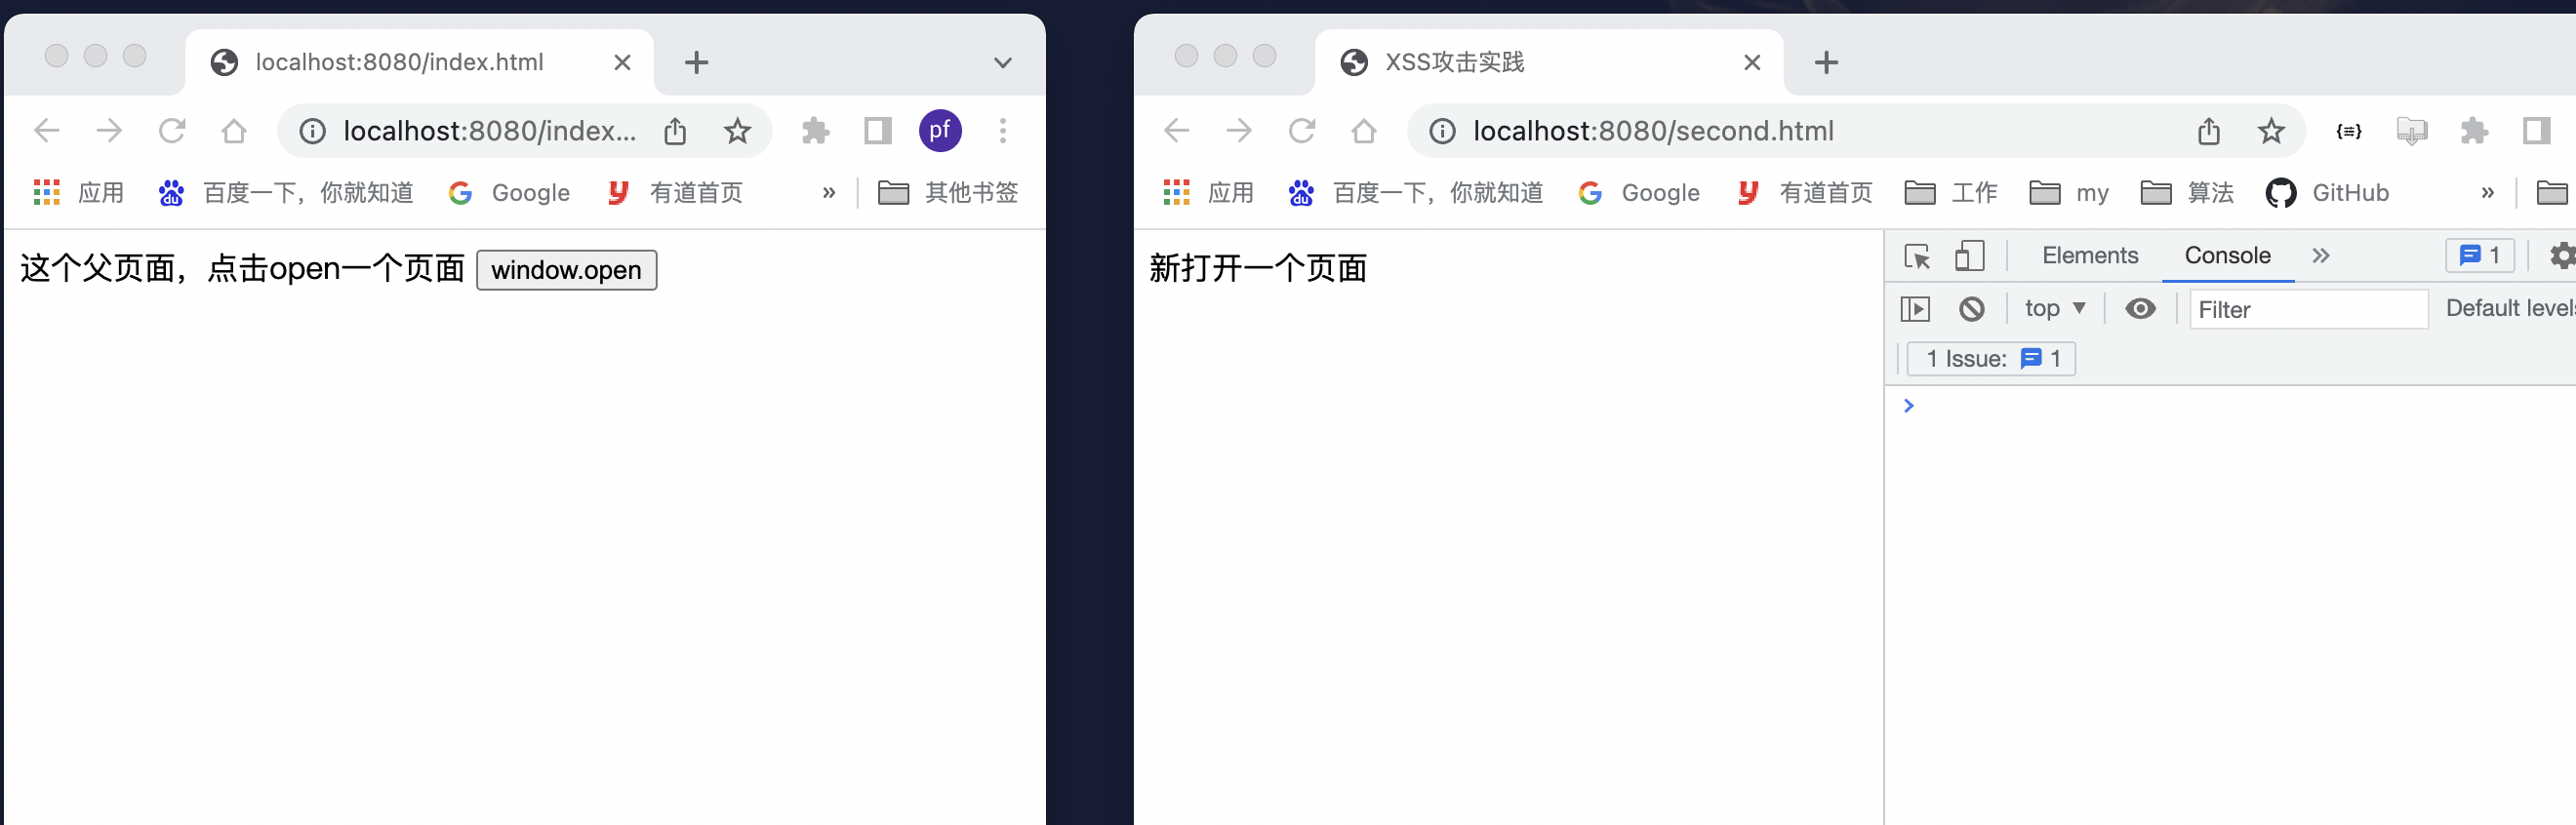 localhost:8080/index.html
localhost:8080/index...
pf
应用 百度一下，你就知道 Google 有道首页 » 其他书签
这个父页面，点击open一个页面 window.open
XSS攻击实践
localhost:8080/second.html
应用 百度一下，你就知道 Google 有道首页 工作 my 算法 GitHub »
新打开一个页面
Elements Console » 1
top Filter Default levels
1 Issue: 1